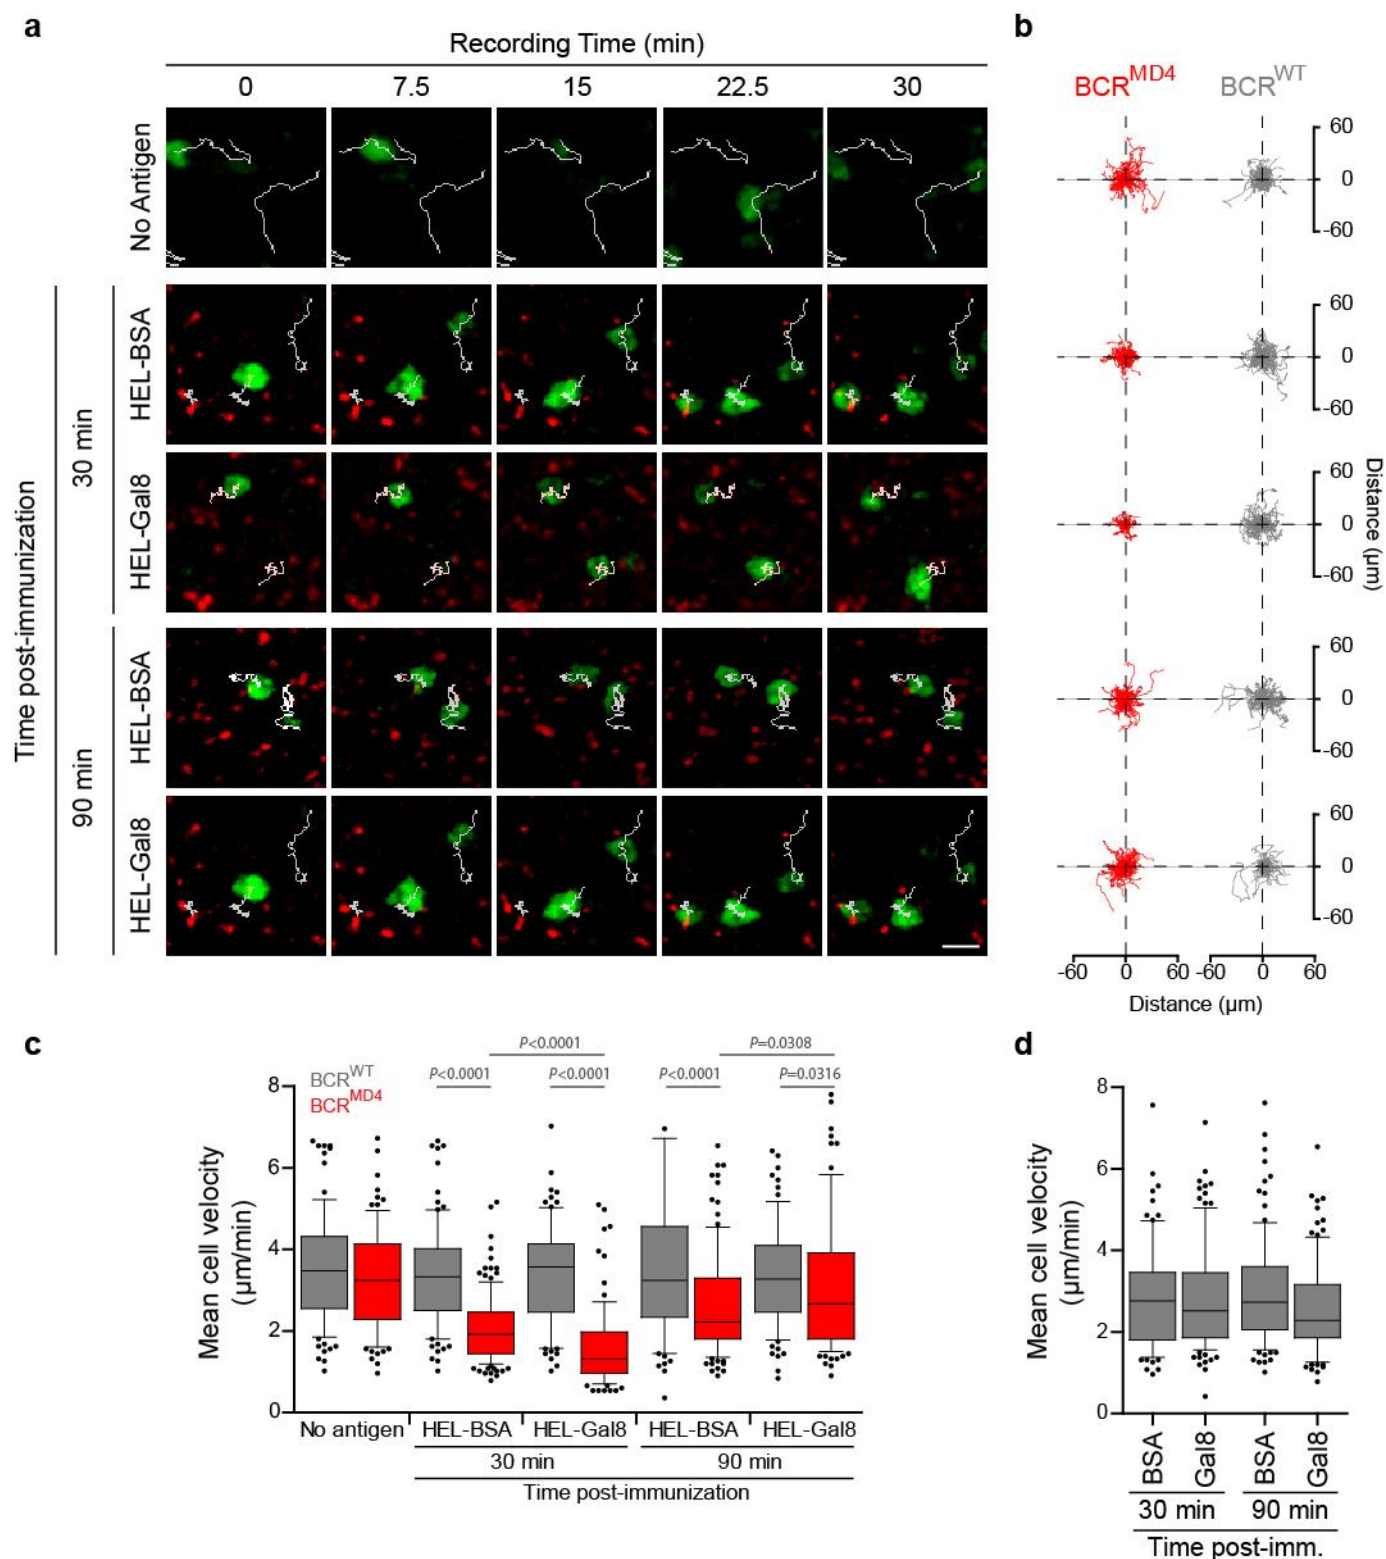 a
Recording Time (min)
0 7.5 15 22.5 30
No Antigen
Time post-immunization
30 min
HEL-BSA
HEL-Gal8
90 min
HEL-BSA
HEL-Gal8
b
BCR^MD4 BCR^WT
60
0
-60
60
0
-60
60
0
-60
60
0
-60
60
0
-60
Distance (µm)
-60 0 60 -60 0 60
Distance (µm)
c
P<0.0001 P=0.0308
P<0.0001 P<0.0001 P<0.0001 P=0.0316
BCR^WT
BCR^MD4
Mean cell velocity
(µm/min)
8
6
4
2
0
No antigen HEL-BSA HEL-Gal8 HEL-BSA HEL-Gal8
30 min 90 min
Time post-immunization
d
Mean cell velocity
(µm/min)
8
6
4
2
0
BSA Gal8 BSA Gal8
30 min 90 min
Time post-imm.